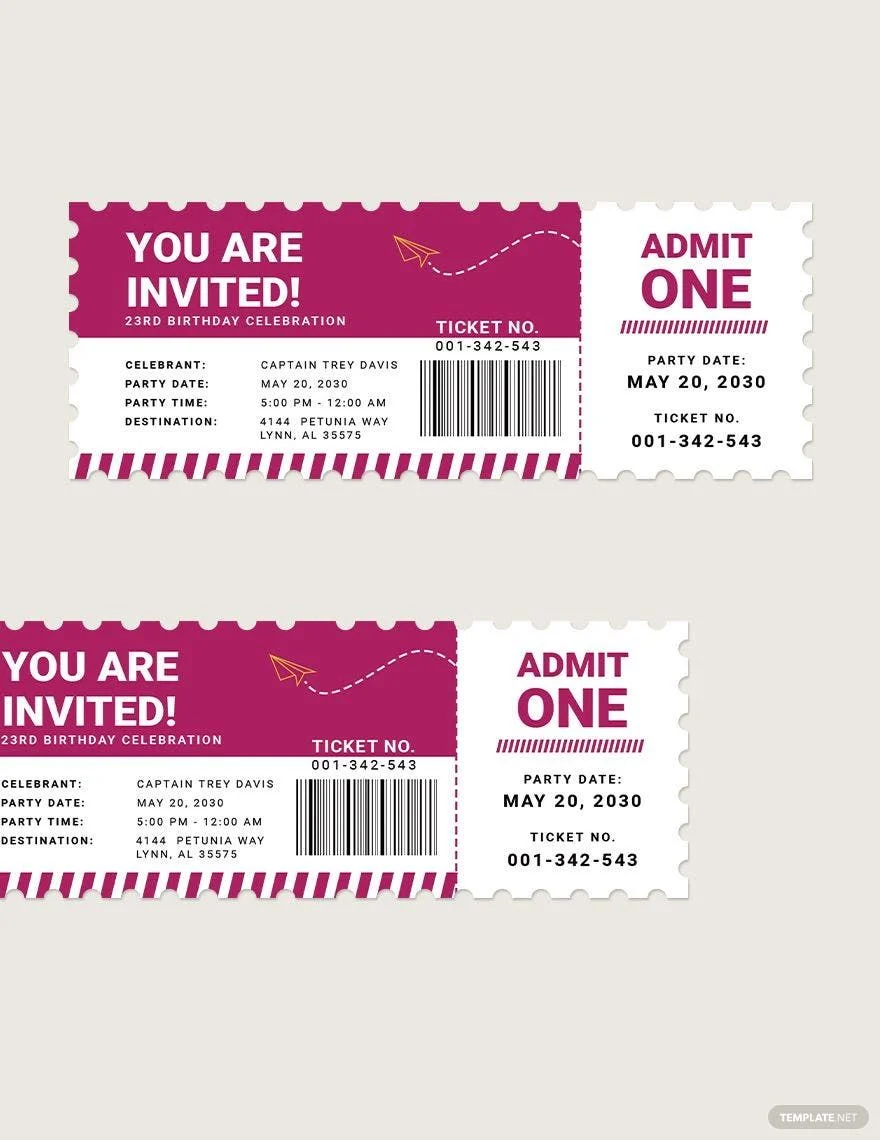 YOU ARE
INVITED!
23RD BIRTHDAY CELEBRATION
TICKET NO.
001-342-543
CELEBRANT: CAPTAIN TREY DAVIS
PARTY DATE: MAY 20, 2030
PARTY TIME: 5:00 PM - 12:00 AM
DESTINATION: 4144 PETUNIA WAY
LYNN, AL 35575
ADMIT
ONE
PARTY DATE:
MAY 20, 2030
TICKET NO.
001-342-543
YOU ARE
INVITED!
23RD BIRTHDAY CELEBRATION
TICKET NO.
001-342-543
CELEBRANT: CAPTAIN TREY DAVIS
PARTY DATE: MAY 20, 2030
PARTY TIME: 5:00 PM - 12:00 AM
DESTINATION: 4144 PETUNIA WAY
LYNN, AL 35575
ADMIT
ONE
PARTY DATE:
MAY 20, 2030
TICKET NO.
001-342-543
TEMPLATE.NET